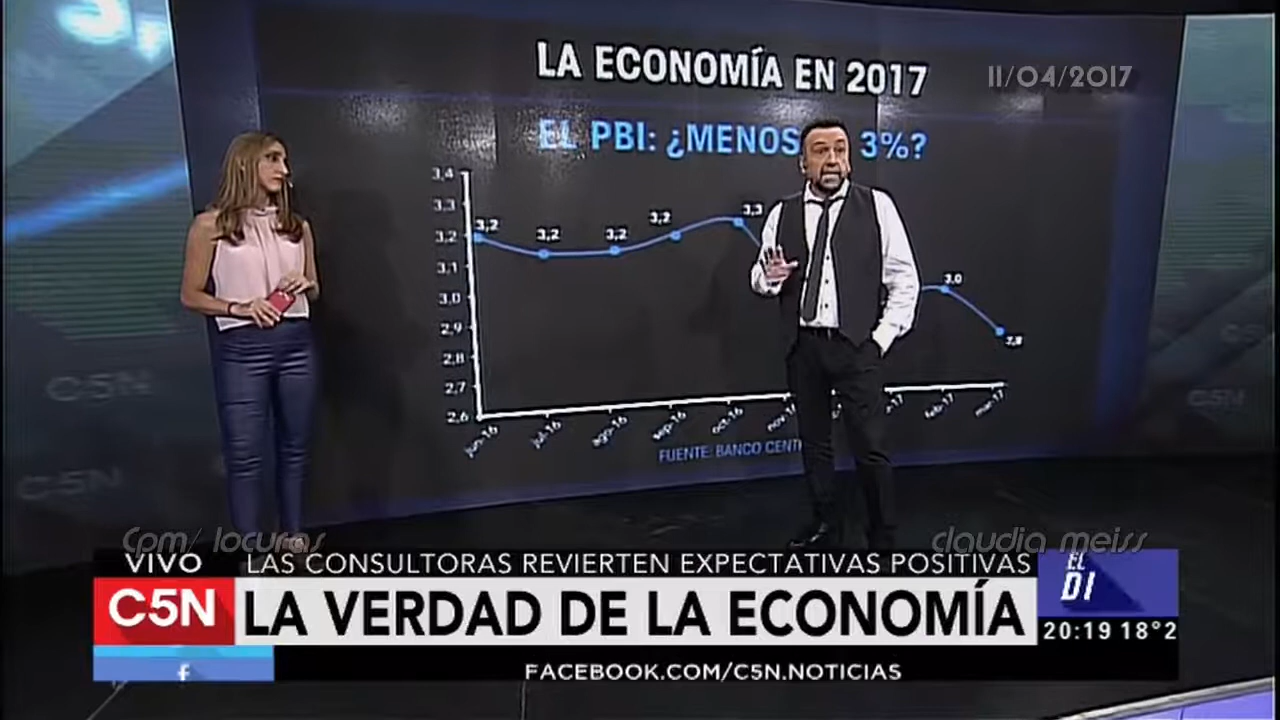 LA ECONOMÍA EN 2017
11/04/2017
EL PBI: ¿MENOS 3%?
3,4
3,3
3,2
3,1
3,0
2,9
2,8
2,7
2,6
3,2
3,2
3,2
3,2
3,3
3,0
2,8
jun-16
jul-16
ago-16
sep-16
oct-16
feb-17
mar-17
FUENTE: BANCO
C5N
C5N
C5N
C5N
Cpm/ locuras
claudia meiss
VIVO
LAS CONSULTORAS REVIERTEN EXPECTATIVAS POSITIVAS
EL
DI
C5N
LA VERDAD DE LA ECONOMÍA
20:19 18°2
f
FACEBOOK.COM/C5N.NOTICIAS